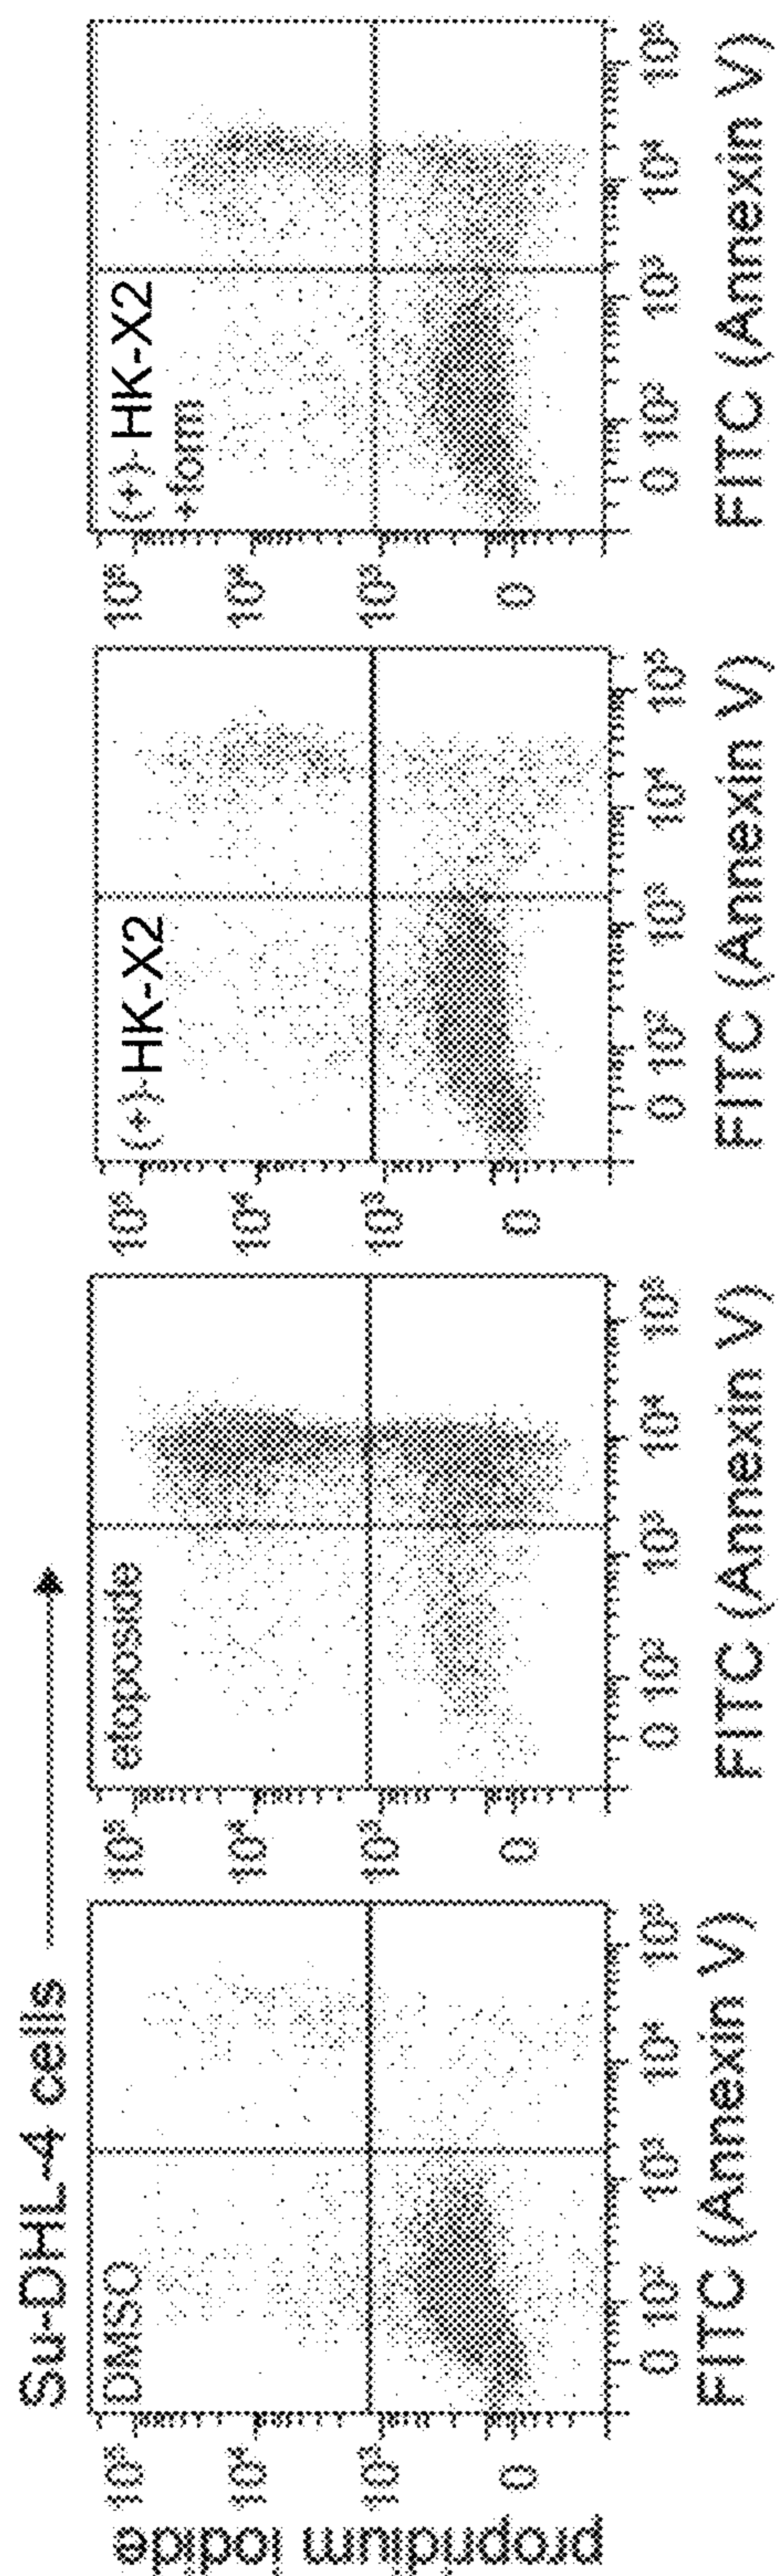 Su-DHL-4 cells
propridium iodide
DMSO
10⁵
10⁴
10³
0
0 10² 10³ 10⁴ 10⁵
FITC (Annexin V)
etoposide
10⁵
10⁴
10³
0
0 10² 10³ 10⁴ 10⁵
FITC (Annexin V)
(+)-HK-X2
10⁵
10⁴
10³
0
0 10² 10³ 10⁴ 10⁵
FITC (Annexin V)
(+)-HK-X2
+form
10⁵
10⁴
10³
0
0 10² 10³ 10⁴ 10⁵
FITC (Annexin V)